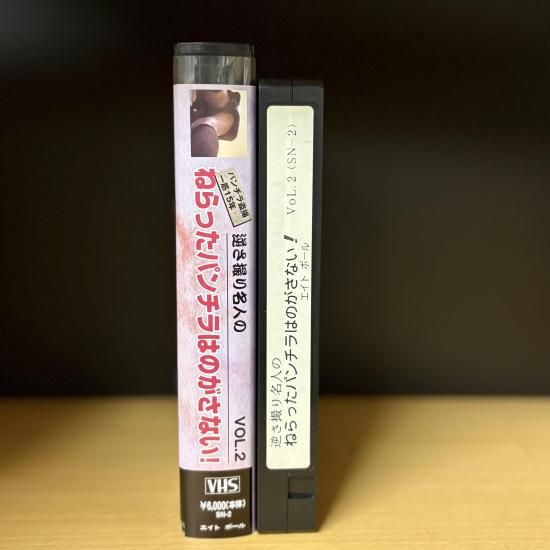 パンチラ盗撮
一筋15年
逆さ撮り名人の
ねらったパンチラはのがさない!
VOL.2
VHS
¥6,000(本体)
SN-2
エイト ボール
逆さ撮り名人の
ねらったパンチラはのがさない! VoL.2 (SN-2)
エイト ボール